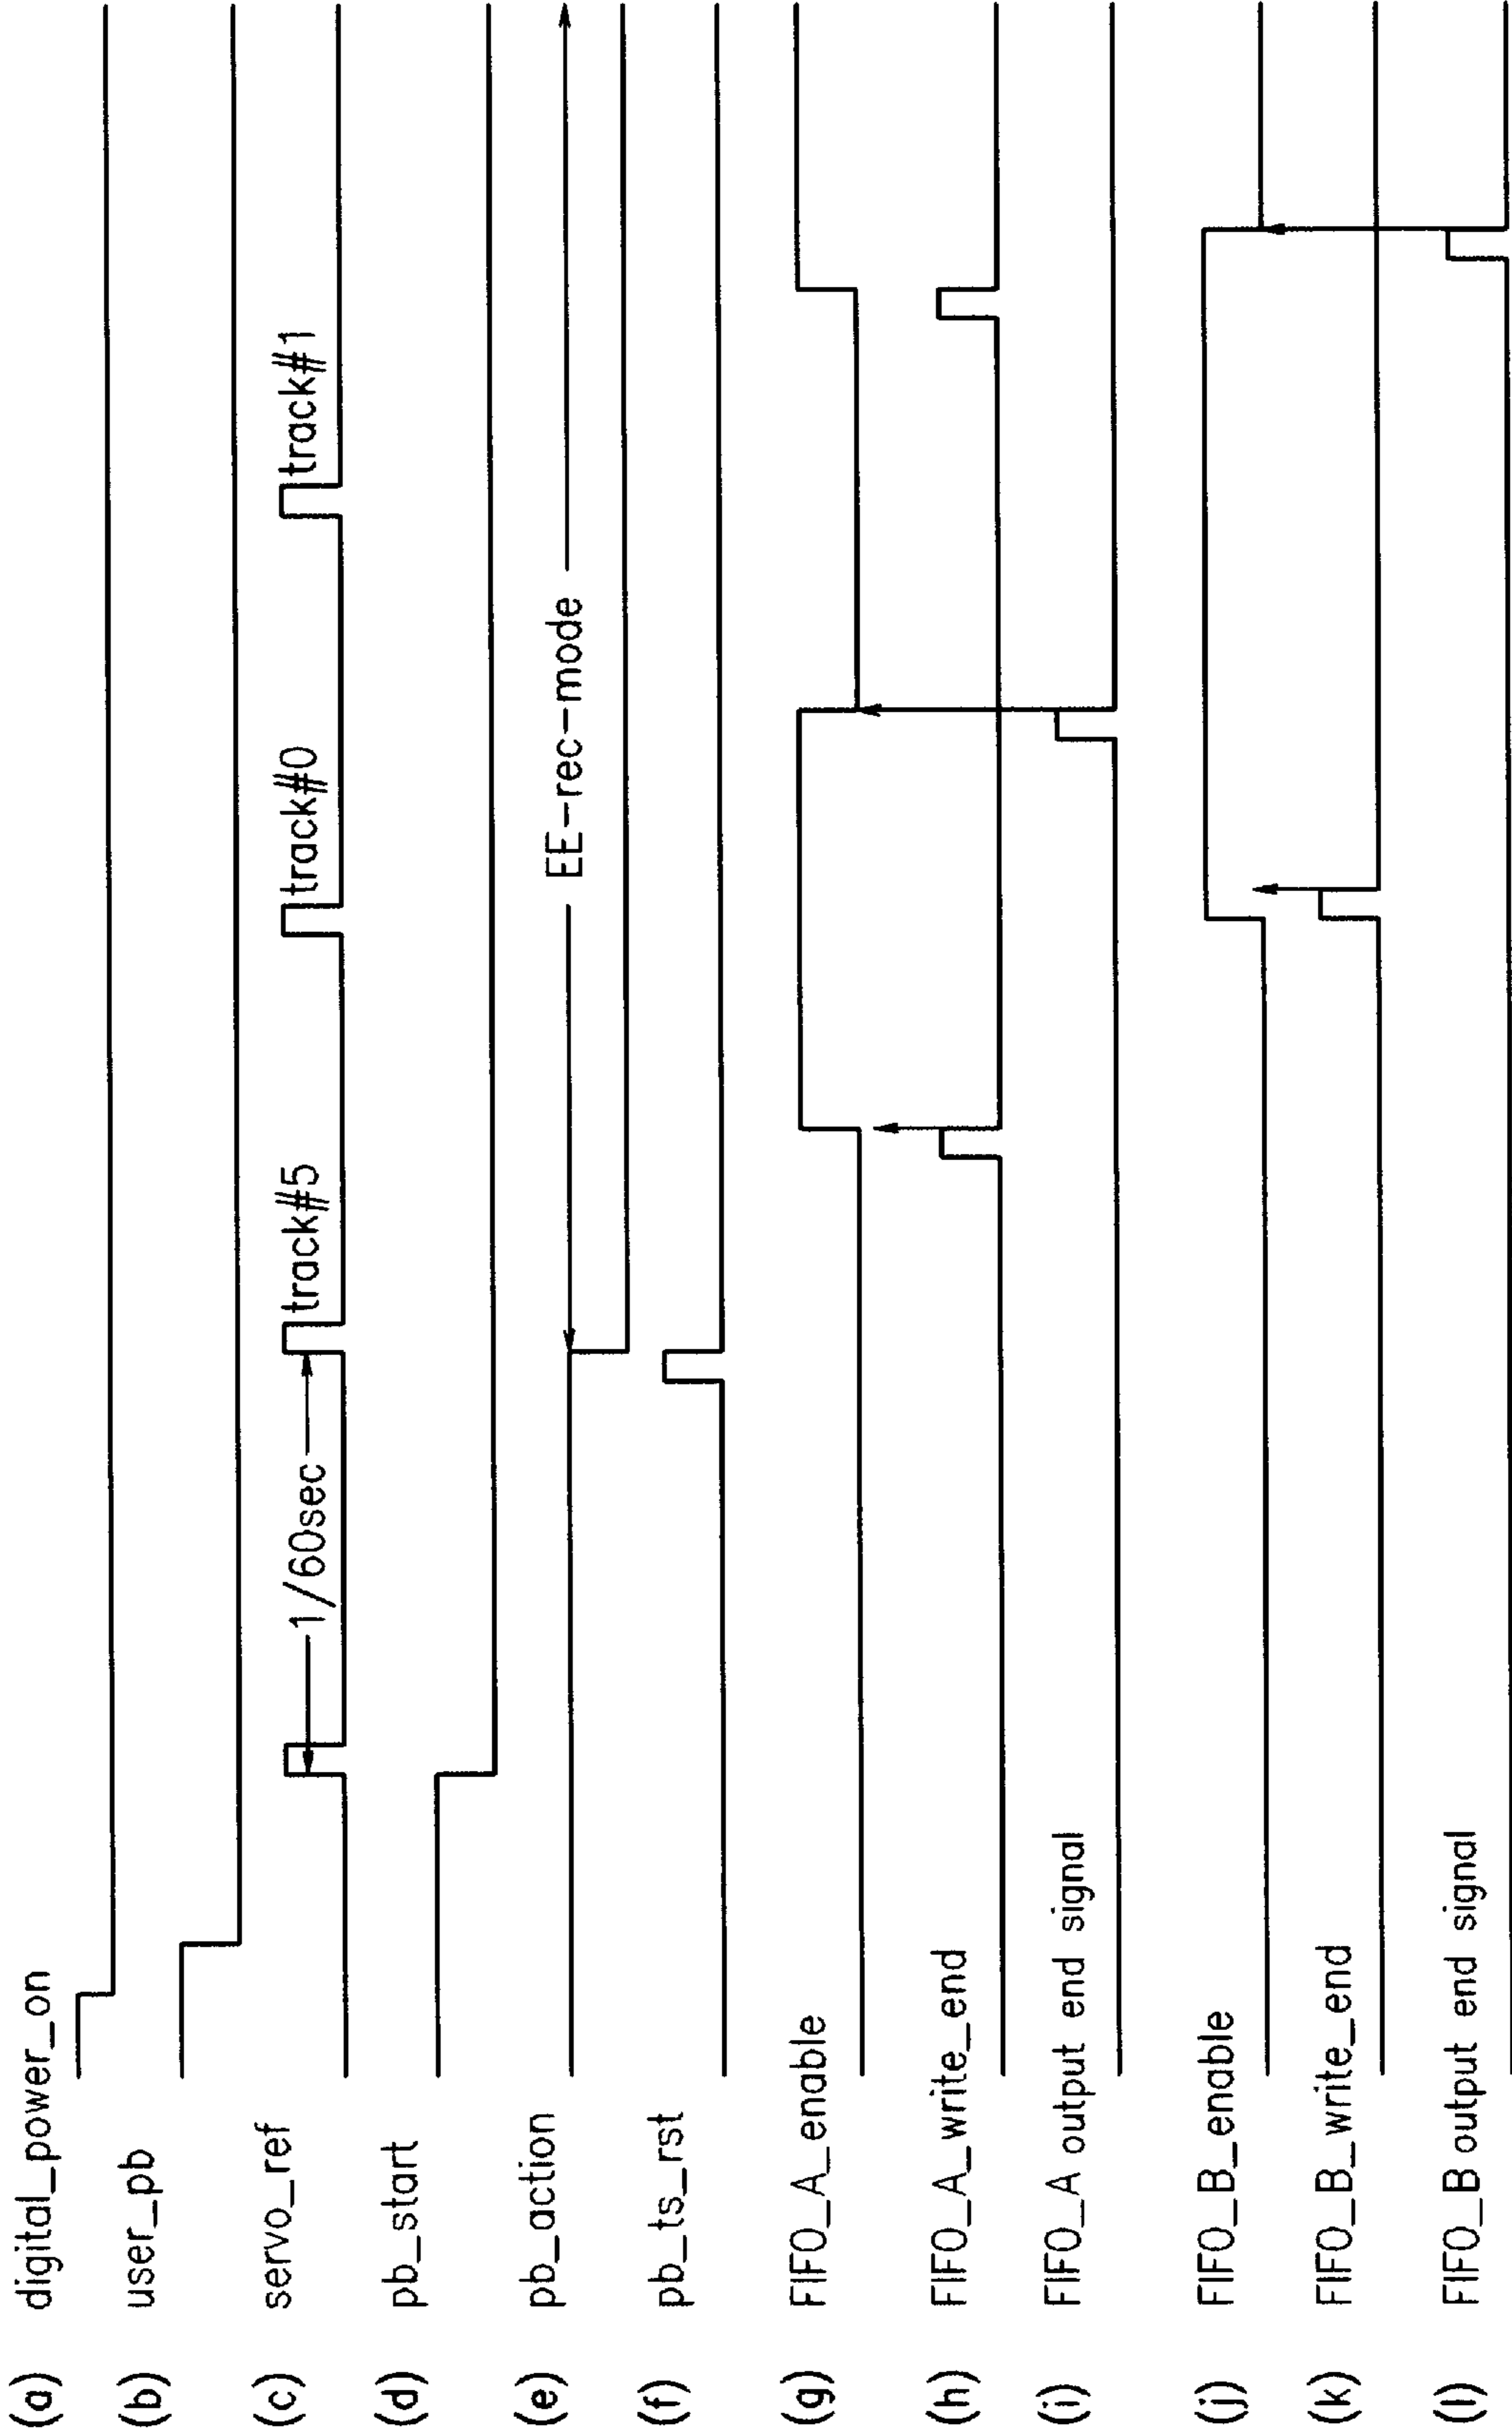 (a) digital_power_on
(b) user_pb
(c) servo_ref
1/60sec
track#5
track#0
track#1
(d) pb_start
(e) pb_action
EE-rec-mode
(f) pb_ts_rst
(g) FIFO_A_enable
(h) FIFO_A_write_end
(i) FIFO_A output end signal
(j) FIFO_B_enable
(k) FIFO_B_write_end
(l) FIFO_B output end signal